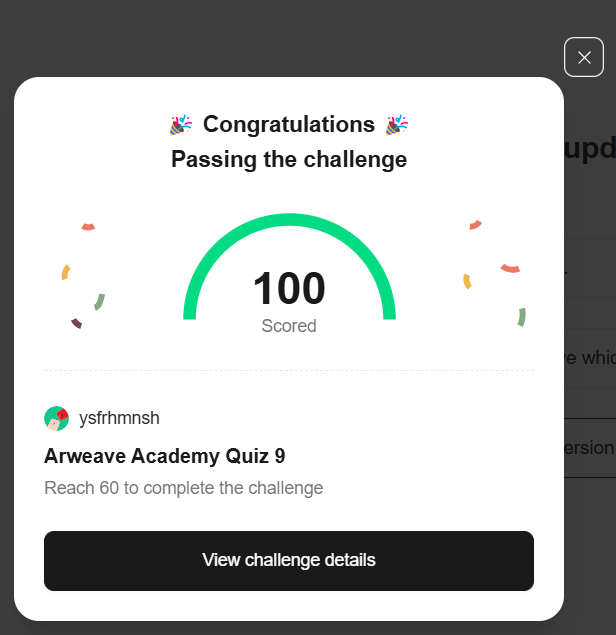 🎉 Congratulations 🎉
Passing the challenge
upd
100
Scored
ve whic
ysfrhmnsh
ersion
Arweave Academy Quiz 9
Reach 60 to complete the challenge
View challenge details